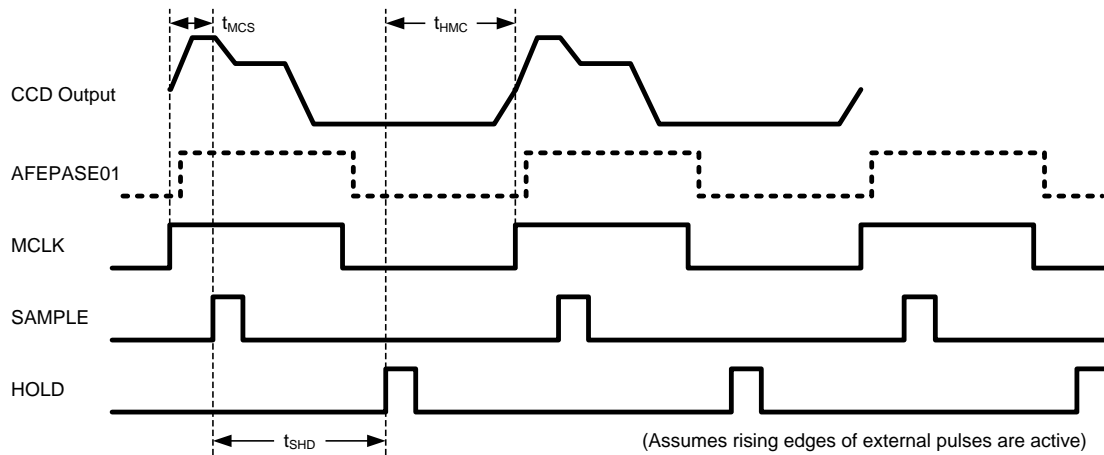 tMCS
tHMC
CCD Output
AFEPASE01
MCLK
SAMPLE
HOLD
tSHD
(Assumes rising edges of external pulses are active)